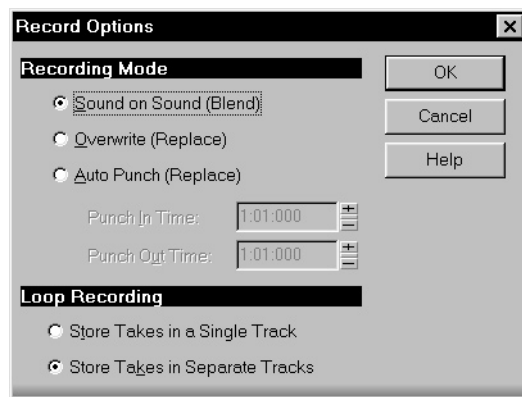 Record Options
Recording Mode
Sound on Sound (Blend)
Overwrite (Replace)
Auto Punch (Replace)
Punch In Time: 1:01:000
Punch Out Time: 1:01:000
Loop Recording
Store Takes in a Single Track
Store Takes in Separate Tracks
OK
Cancel
Help